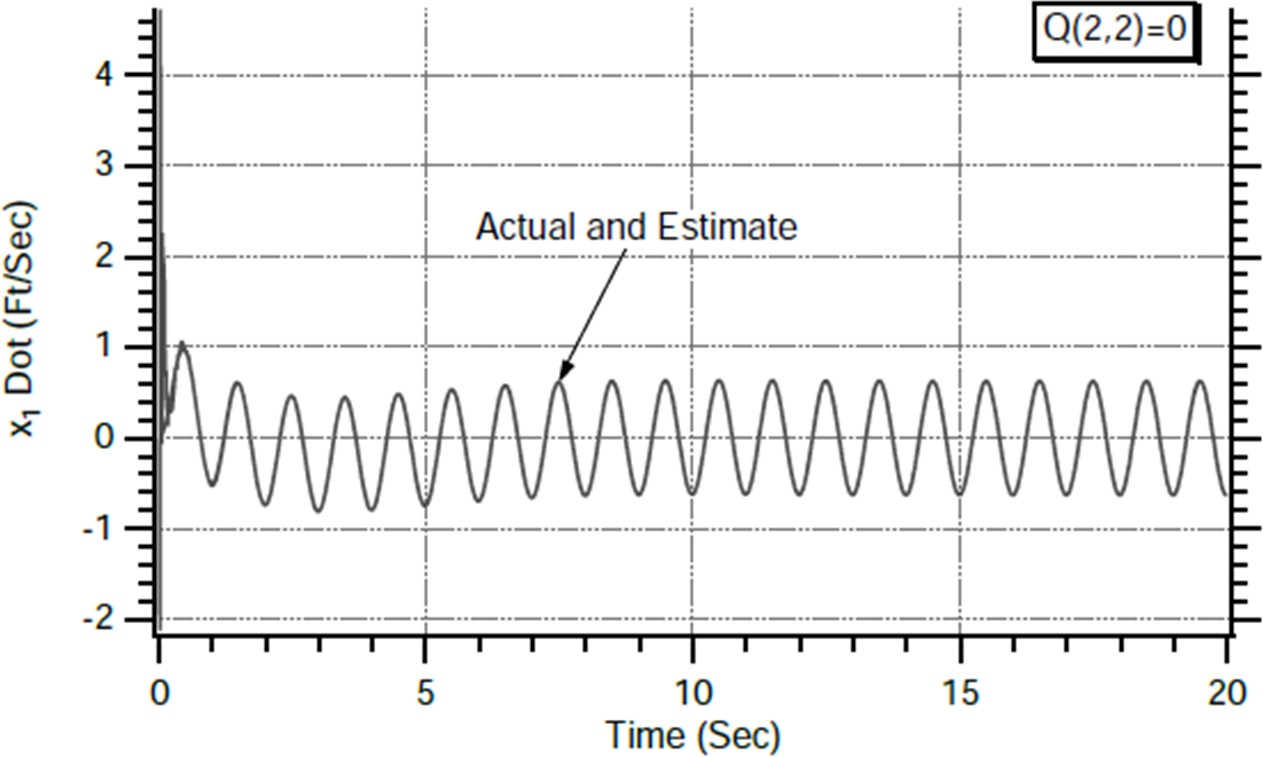 Q(2,2)=0
4
3
2
1
0
-1
-2
x1 Dot (Ft/Sec)
Actual and Estimate
0 5 10 15 20
Time (Sec)